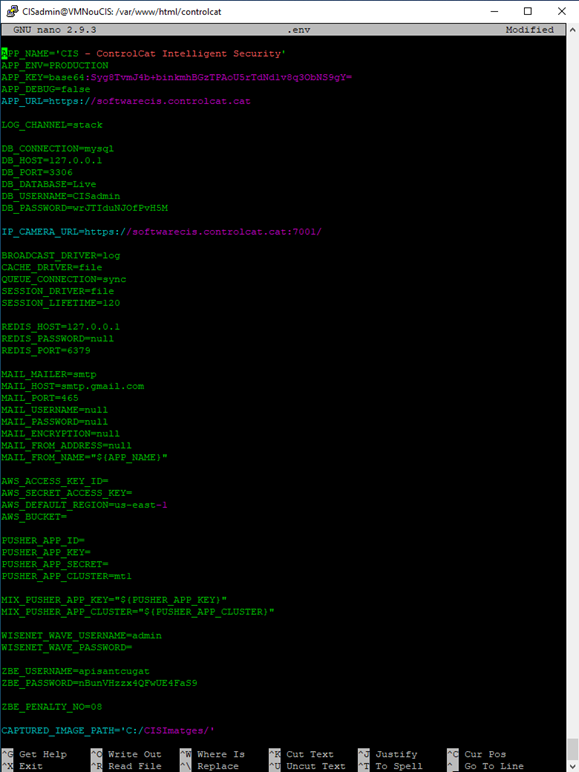 CISadmin@VMNouCIS: /var/www/html/controlcat
GNU nano 2.9.3 .env Modified
APP_NAME='CIS - ControlCat Intelligent Security'
APP_ENV=PRODUCTION
APP_DEBUG=false
APP_URL=https://softwarecis.controlcat.cat
LOG_CHANNEL=stack
DB_CONNECTION=mysql
DB_HOST=127.0.0.1
DB_PORT=3306
DB_DATABASE=Live
DB_USERNAME=CISadmin
DB_PASSWORD=wrJTIduNJOfPvH5M
IP_CAMERA_URL=https://softwarecis.controlcat.cat:7001/
BROADCAST_DRIVER=log
CACHE_DRIVER=file
QUEUE_CONNECTION=sync
SESSION_DRIVER=file
SESSION_LIFETIME=120
REDIS_HOST=127.0.0.1
REDIS_PASSWORD=null
REDIS_PORT=6379
MAIL_MAILER=smtp
MAIL_HOST=smtp.gmail.com
MAIL_PORT=465
MAIL_USERNAME=null
MAIL_PASSWORD=null
MAIL_ENCRYPTION=null
MAIL_FROM_ADDRESS=null
MAIL_FROM_NAME="${APP_NAME}"
AWS_ACCESS_KEY_ID=
AWS_SECRET_ACCESS_KEY=
AWS_DEFAULT_REGION=us-east-1
AWS_BUCKET=
PUSHER_APP_ID=
PUSHER_APP_KEY=
PUSHER_APP_SECRET=
PUSHER_APP_CLUSTER=mt1
MIX_PUSHER_APP_KEY="${PUSHER_APP_KEY}"
MIX_PUSHER_APP_CLUSTER="${PUSHER_APP_CLUSTER}"
WISENET_WAVE_USERNAME=admin
WISENET_WAVE_PASSWORD=
ZBE_USERNAME=apisantcugat
ZBE_PASSWORD=nBunVHzzx4QFwUE4FaS9
ZBE_PENALTY_NO=08
CAPTURED_IMAGE_PATH='C:/CISImatges/'
^G Get Help ^O Write Out ^W Where Is ^K Cut Text ^J Justify ^C Cur Pos
^X Exit ^R Read File ^\ Replace ^U Uncut Text ^T To Spell ^_ Go To Line